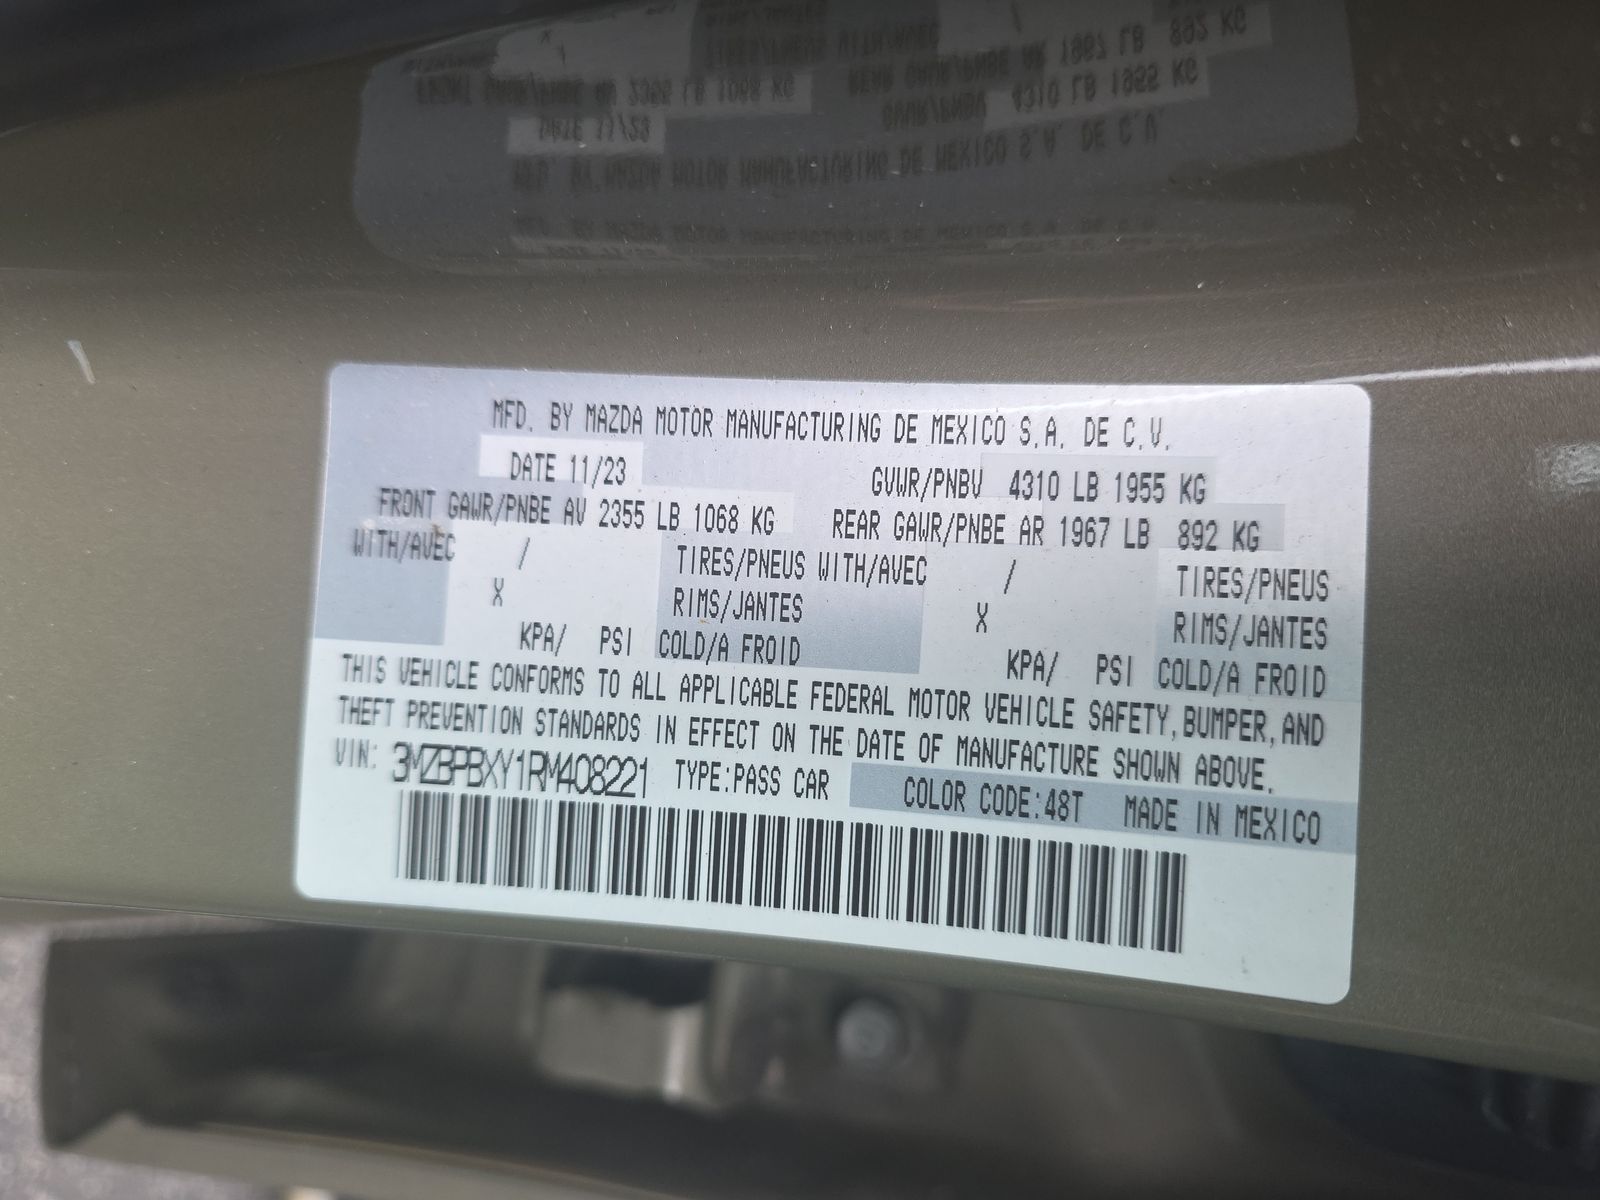 MFD. BY MAZDA MOTOR MANUFACTURING DE MEXICO S.A. DE C.V.
DATE 11/23 GVWR/PNBV 4310 LB 1955 KG
FRONT GAWR/PNBE AV 2355 LB 1068 KG REAR GAWR/PNBE AR 1967 LB 892 KG
WITH/AVEC / TIRES/PNEUS WITH/AVEC / TIRES/PNEUS
X RIMS/JANTES X RIMS/JANTES
KPA/ PSI COLD/A FROID KPA/ PSI COLD/A FROID
THIS VEHICLE CONFORMS TO ALL APPLICABLE FEDERAL MOTOR VEHICLE SAFETY, BUMPER, AND
THEFT PREVENTION STANDARDS IN EFFECT ON THE DATE OF MANUFACTURE SHOWN ABOVE.
VIN: 3MZBPBXY1RM408221 TYPE:PASS CAR COLOR CODE:48T MADE IN MEXICO